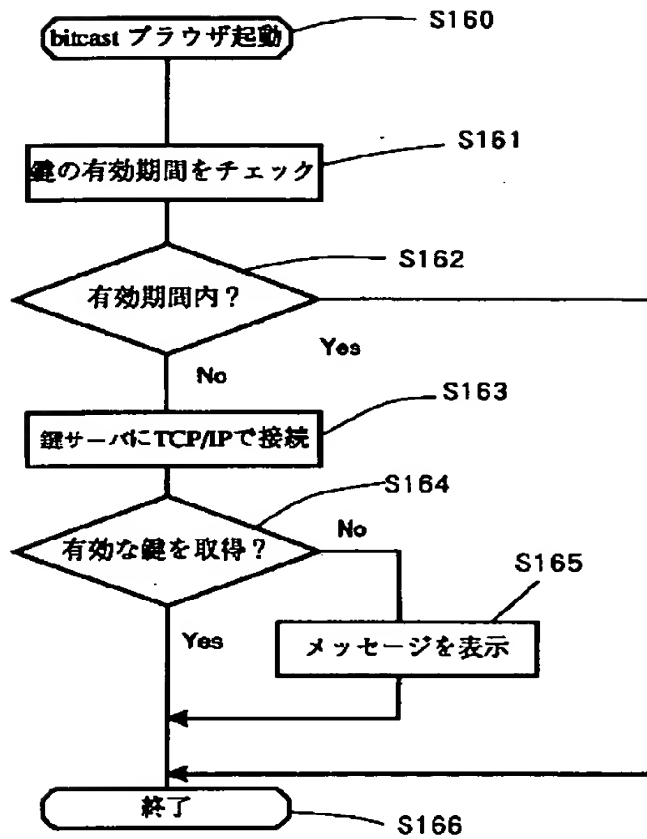 bitcast ブラウザ起動
S160
鍵の有効期間をチェック
S161
有効期間内？
S162
Yes
No
鍵サーバにTCP/IPで接続
S163
有効な鍵を取得？
S164
No
Yes
メッセージを表示
S165
終了
S166